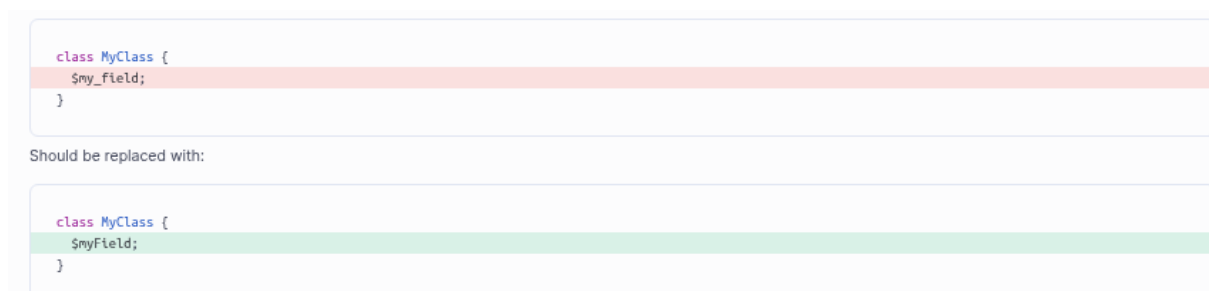 class MyClass {
  $my_field;
}
Should be replaced with:
class MyClass {
  $myField;
}